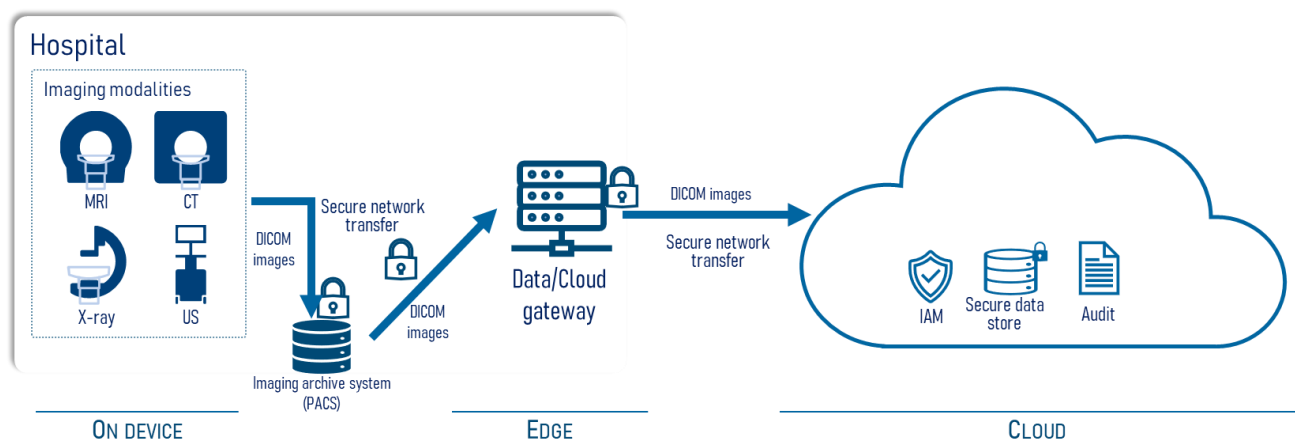 Hospital
Imaging modalities
MRI
CT
X-ray
US
DICOM
images
Secure network
transfer
Imaging archive system
(PACS)
DICOM
images
Data/Cloud
gateway
DICOM images
Secure network
transfer
IAM
Secure data
store
Audit
ON DEVICE
EDGE
CLOUD